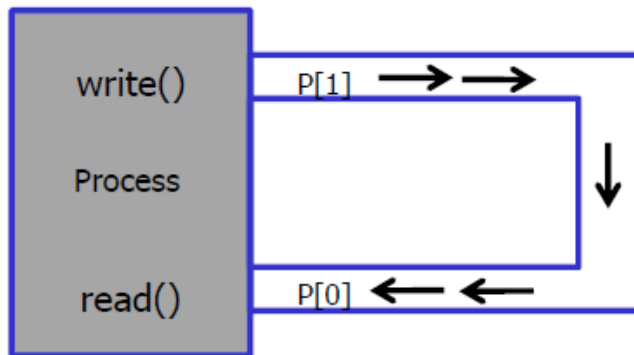 write()
P[1]
Process
read()
P[0]